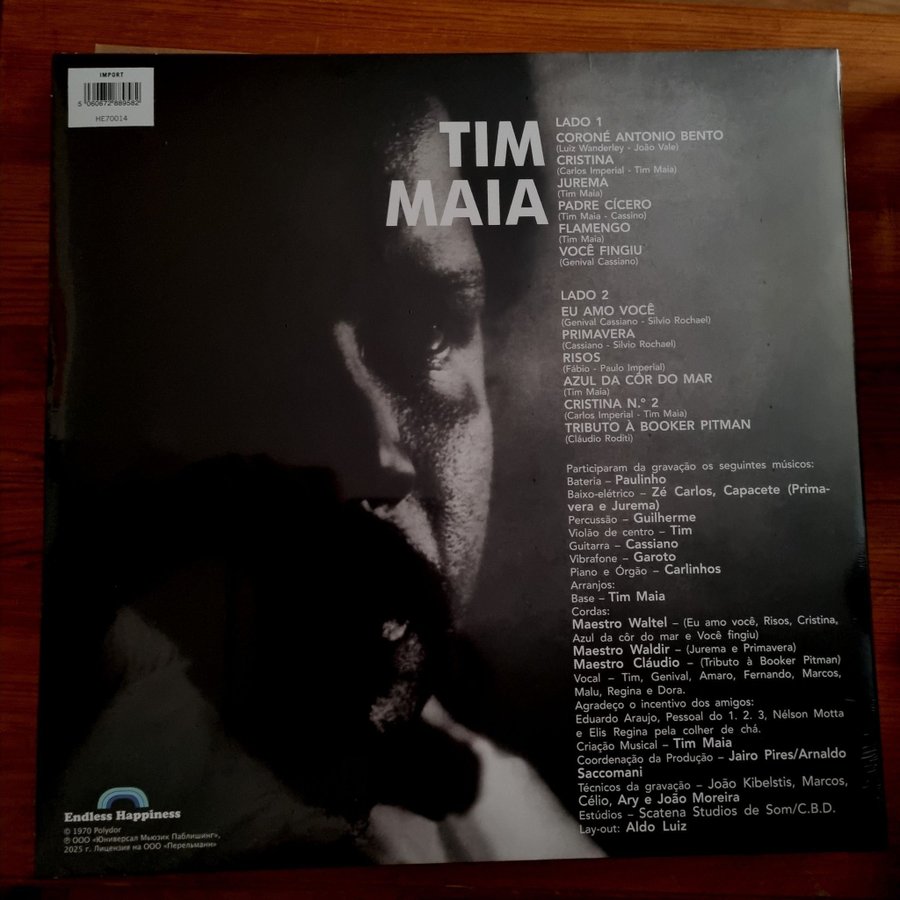 IMPORT
5 060672 889582
HE70014
TIM
MAIA
LADO 1
CORONÉ ANTONIO BENTO
(Luiz Wanderley - João Vale)
CRISTINA
(Carlos Imperial - Tim Maia)
JUREMA
(Tim Maia)
PADRE CÍCERO
(Tim Maia - Cassino)
FLAMENGO
(Tim Maia)
VOCÊ FINGIU
(Genival Cassiano)
LADO 2
EU AMO VOCÊ
(Genival Cassiano - Silvio Rochael)
PRIMAVERA
(Cassiano - Silvio Rochael)
RISOS
(Fábio - Paulo Imperial)
AZUL DA CÔR DO MAR
(Tim Maia)
CRISTINA N.º 2
(Carlos Imperial - Tim Maia)
TRIBUTO À BOOKER PITMAN
(Cláudio Roditi)
Participaram da gravação os seguintes músicos:
Bateria – Paulinho
Baixo-elétrico – Zé Carlos, Capacete (Prima-
vera e Jurema)
Percussão – Guilherme
Violão de centro – Tim
Guitarra – Cassiano
Vibrafone – Garoto
Piano e Órgão – Carlinhos
Arranjos:
Base – Tim Maia
Cordas:
Maestro Waltel – (Eu amo você, Risos, Cristina,
Azul da côr do mar e Você fingiu)
Maestro Waldir – (Jurema e Primavera)
Maestro Cláudio – (Tributo à Booker Pitman)
Vocal – Tim, Genival, Amaro, Fernando, Marcos,
Malu, Regina e Dora.
Agradeço o incentivo dos amigos:
Eduardo Araujo, Pessoal do 1. 2. 3, Nélson Motta
e Elis Regina pela colher de chá.
Criação Musical – Tim Maia
Coordenação da Produção – Jairo Pires/Arnaldo
Saccomani
Técnicos da gravação – João Kibelstis, Marcos,
Célio, Ary e João Moreira
Estúdios – Scatena Studios de Som/C.B.D.
Lay-out: Aldo Luiz
Endless Happiness
© 1970 Polydor
℗ ООО «Юниверсал Мьюзик Паблишинг»,
2025 г. Лицензия на ООО «Перельманн»